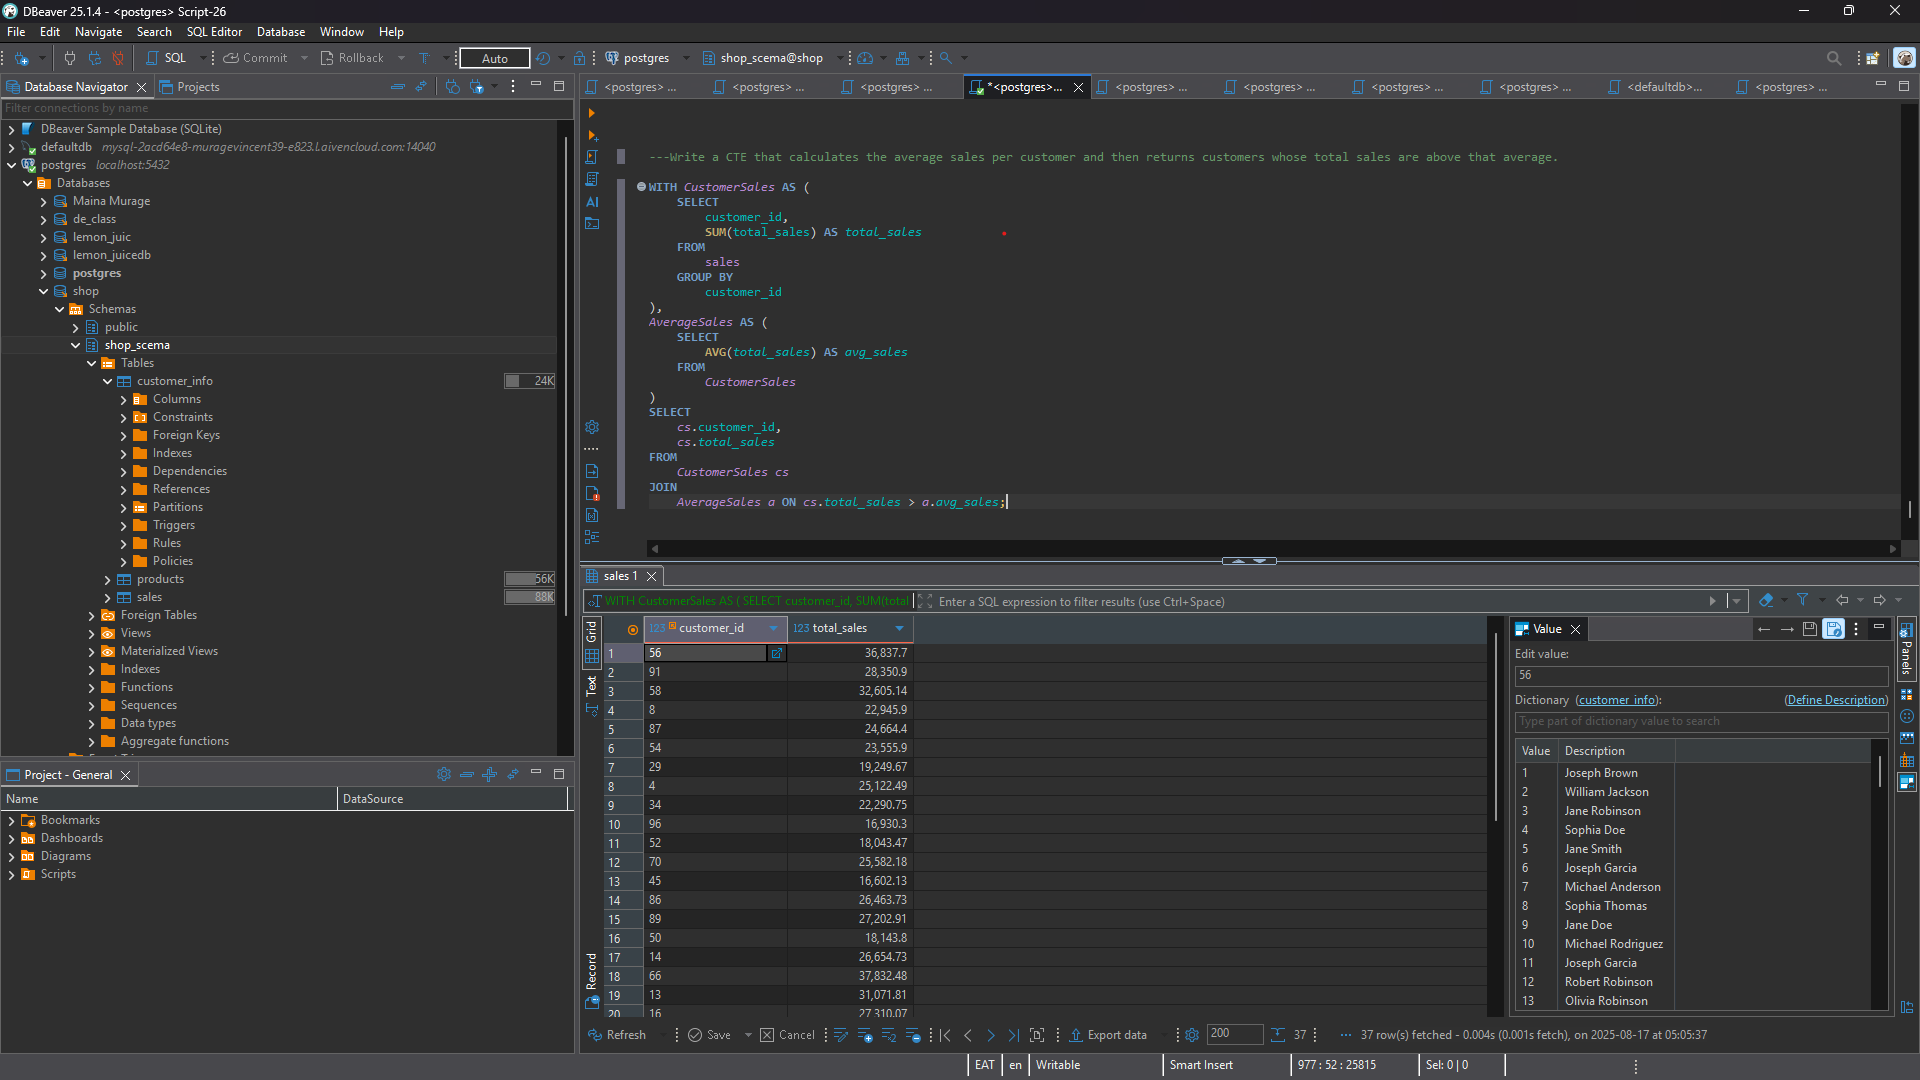 DBeaver 25.1.4 - <postgres> Script-26
File Edit Navigate Search SQL Editor Database Window Help
SQL Commit Rollback Auto postgres shop_scema@shop
Database Navigator Projects
Filter connections by name
DBeaver Sample Database (SQLite)
defaultdb mysql-2acd64e8-muragevincent39-e823.l.aivencloud.com:14040
postgres localhost:5432
Databases
Maina Murage
de_class
lemon_juic
lemon_juicedb
postgres
shop
Schemas
public
shop_scema
Tables
customer_info 24K
Columns
Constraints
Foreign Keys
Indexes
Dependencies
References
Partitions
Triggers
Rules
Policies
products 56K
sales 88K
Foreign Tables
Views
Materialized Views
Indexes
Functions
Sequences
Data types
Aggregate functions
Project - General
Name DataSource
Bookmarks
Dashboards
Diagrams
Scripts
<postgres> ... <postgres> ... <postgres> ... *<postgres>... <postgres> ... <postgres> ... <postgres> ... <postgres> ... <defaultdb>... <postgres> ...
AI
---Write a CTE that calculates the average sales per customer and then returns customers whose total sales are above that average.
WITH CustomerSales AS (
SELECT
customer_id,
SUM(total_sales) AS total_sales
FROM
sales
GROUP BY
customer_id
),
AverageSales AS (
SELECT
AVG(total_sales) AS avg_sales
FROM
CustomerSales
)
SELECT
cs.customer_id,
cs.total_sales
FROM
CustomerSales cs
JOIN
AverageSales a ON cs.total_sales > a.avg_sales;
sales 1
WITH CustomerSales AS ( SELECT customer_id, SUM(total Enter a SQL expression to filter results (use Ctrl+Space)
Grid
Text
Record
123 customer_id 123 total_sales
1 56 36,837.7
2 91 28,350.9
3 58 32,605.14
4 8 22,945.9
5 87 24,664.4
6 54 23,555.9
7 29 19,249.67
8 4 25,122.49
9 34 22,290.75
10 96 16,930.3
11 52 18,043.47
12 70 25,582.18
13 45 16,602.13
14 86 26,463.73
15 89 27,202.91
16 50 18,143.8
17 14 26,654.73
18 66 37,832.48
19 13 31,071.81
20 16 27,310.07
Value
Edit value:
56
Dictionary (customer_info): (Define Description)
Type part of dictionary value to search
Value Description
1 Joseph Brown
2 William Jackson
3 Jane Robinson
4 Sophia Doe
5 Jane Smith
6 Joseph Garcia
7 Michael Anderson
8 Sophia Thomas
9 Jane Doe
10 Michael Rodriguez
11 Joseph Garcia
12 Robert Robinson
13 Olivia Robinson
Panels
Refresh Save Cancel Export data 200 37 37 row(s) fetched - 0.004s (0.001s fetch), on 2025-08-17 at 05:05:37
EAT en Writable Smart Insert 977 : 52 : 25815 Sel: 0 | 0